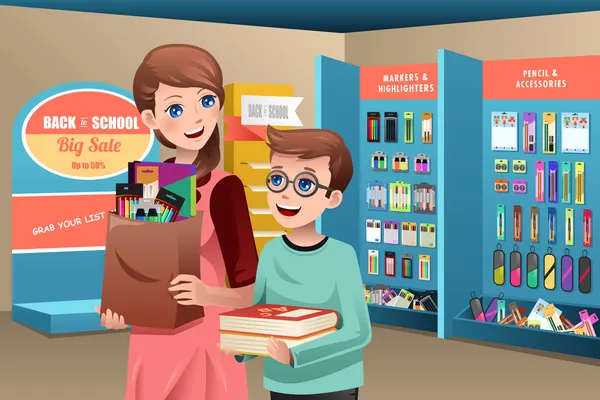 BACK to SCHOOL
Big Sale
Up to 50%
GRAB YOUR LIST
BACK to SCHOOL
MARKERS &
HIGHLIGHTERS
PENCIL &
ACCESSORIES